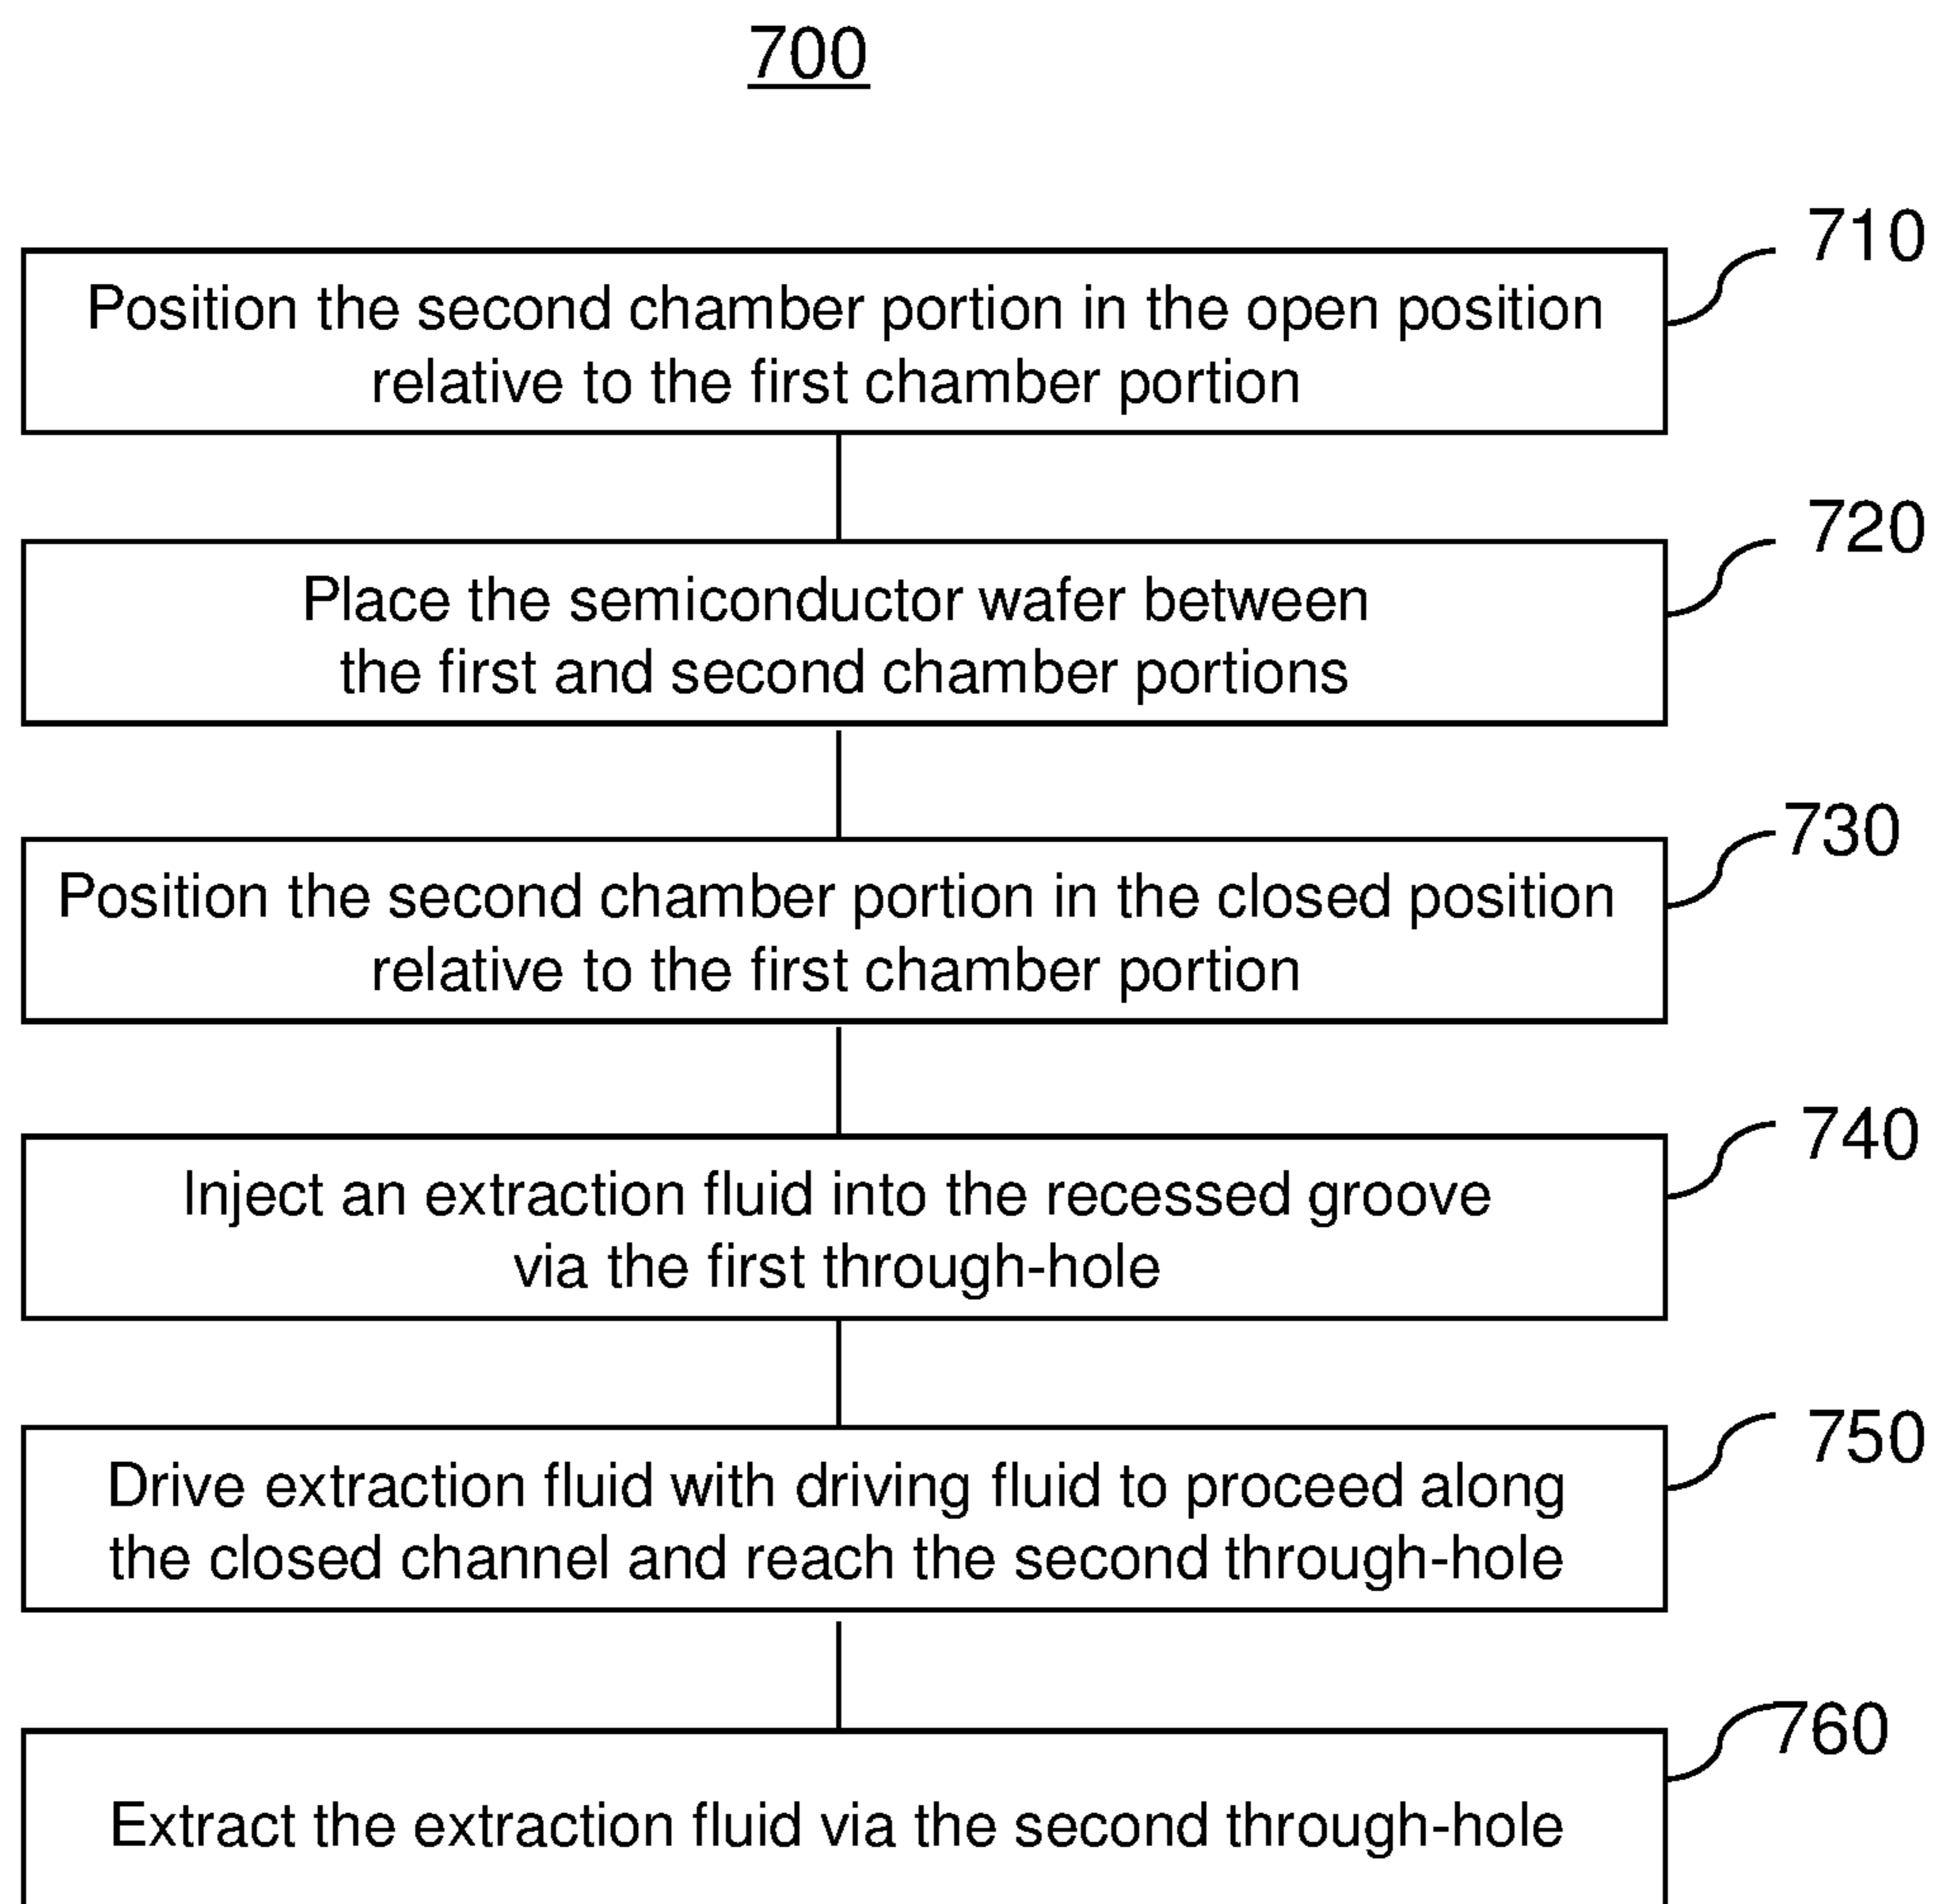 700
710
Position the second chamber portion in the open position
relative to the first chamber portion
720
Place the semiconductor wafer between
the first and second chamber portions
730
Position the second chamber portion in the closed position
relative to the first chamber portion
740
Inject an extraction fluid into the recessed groove
via the first through-hole
750
Drive extraction fluid with driving fluid to proceed along
the closed channel and reach the second through-hole
760
Extract the extraction fluid via the second through-hole